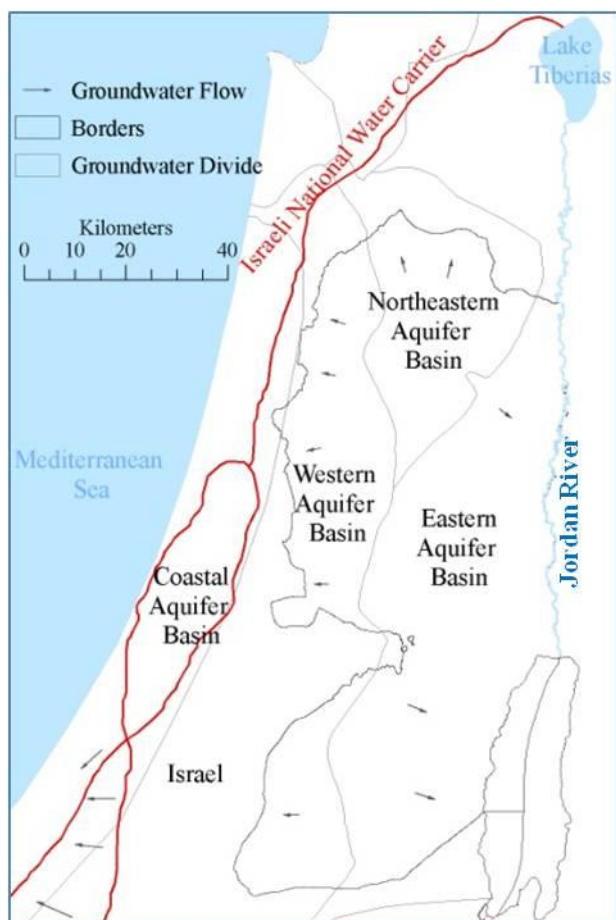 Lake
Tiberias
Groundwater Flow
Borders
Groundwater Divide
Kilometers
0 20 40
Israeli National Water Carrier
Northeastern
Aquifer
Basin
Mediterranean
Sea
Western
Aquifer
Basin
Eastern
Aquifer
Basin
Jordan River
Coastal
Aquifer
Basin
Israel